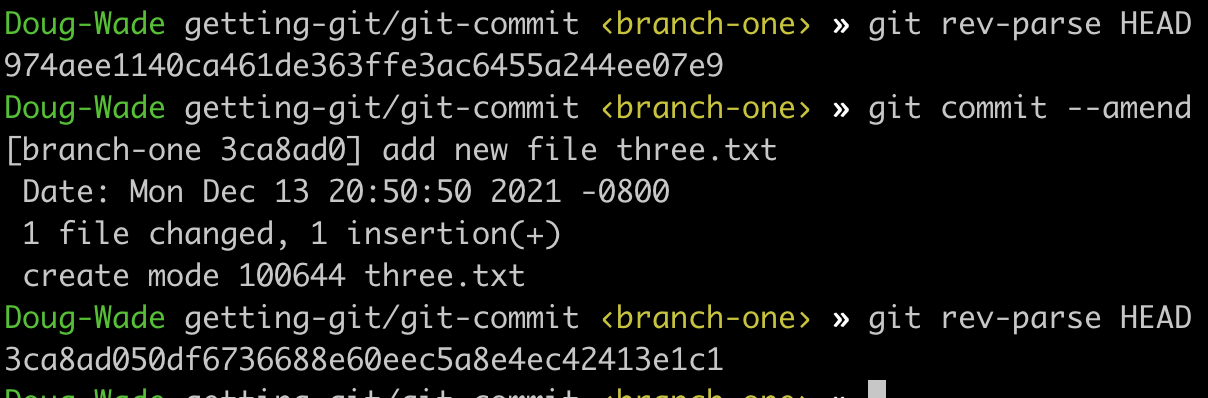 Doug-Wade getting-git/git-commit ‹branch-one› » git rev-parse HEAD
974aee1140ca461de363ffe3ac6455a244ee07e9
Doug-Wade getting-git/git-commit ‹branch-one› » git commit --amend
[branch-one 3ca8ad0] add new file three.txt
 Date: Mon Dec 13 20:50:50 2021 -0800
 1 file changed, 1 insertion(+)
 create mode 100644 three.txt
Doug-Wade getting-git/git-commit ‹branch-one› » git rev-parse HEAD
3ca8ad050df6736688e60eec5a8e4ec42413e1c1
Doug-Wade getting-git/git-commit ‹branch-one› »